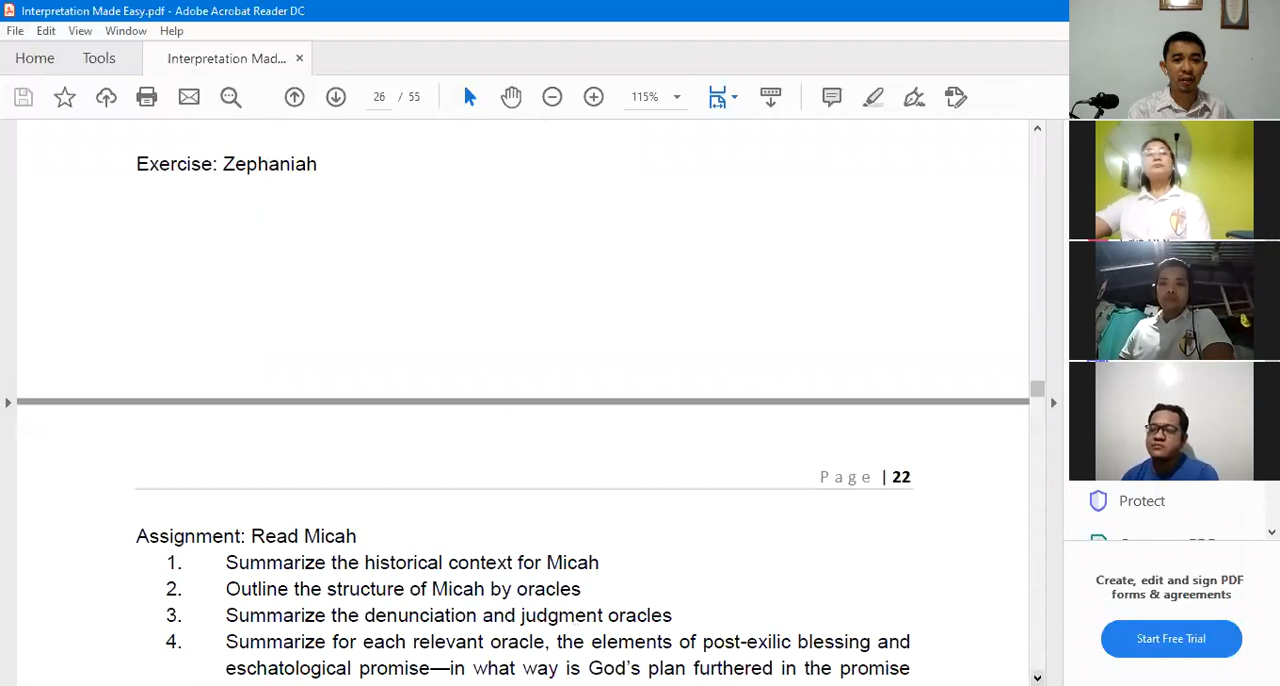 Interpretation Made Easy.pdf - Adobe Acrobat Reader DC
File Edit View Window Help
Home Tools Interpretation Mad... ×
26 / 55 115%
Exercise: Zephaniah
Page | 22
Assignment: Read Micah
1. Summarize the historical context for Micah
2. Outline the structure of Micah by oracles
3. Summarize the denunciation and judgment oracles
4. Summarize for each relevant oracle, the elements of post-exilic blessing and
eschatological promise—in what way is God's plan furthered in the promise
Protect
Create, edit and sign PDF
forms & agreements
Start Free Trial